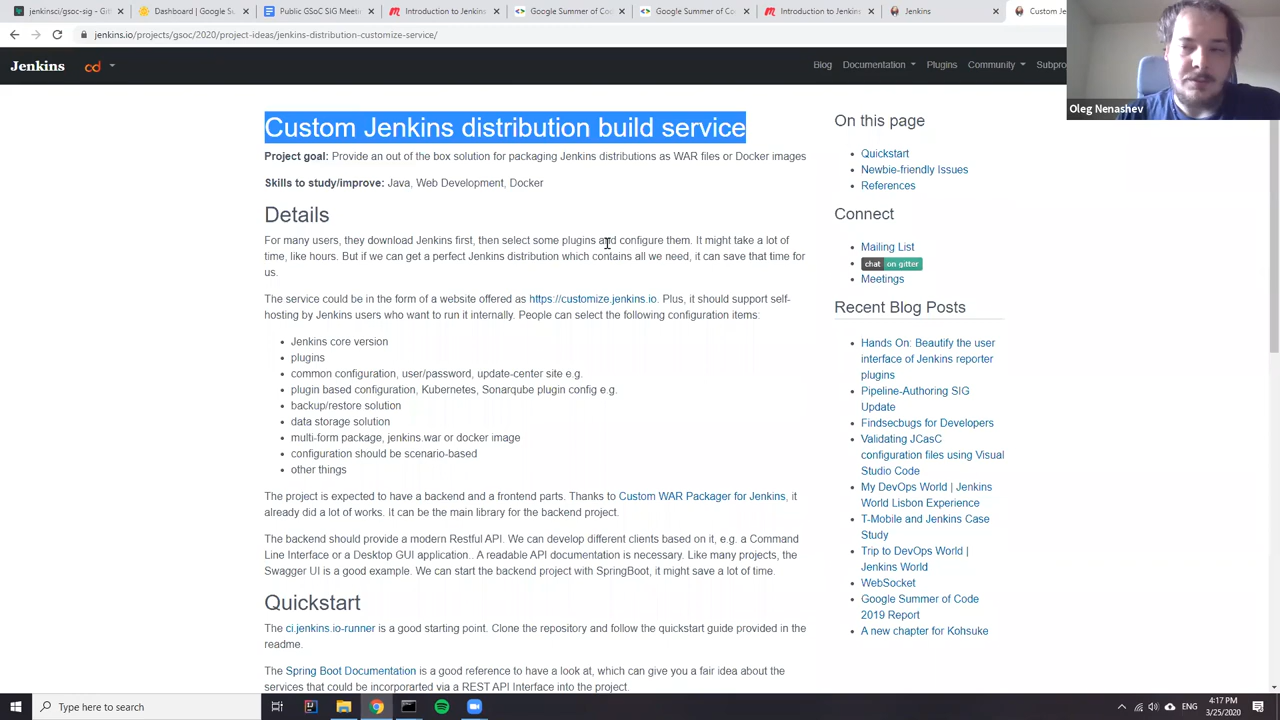 jenkinsci/gsoc-sig – Git
Dashboard | Google Su
Public GSoC SiG Meetin
Introduction to Jenkins
Google Summer of Coo
Google Summer of Coo
Introduction to Jenkins
Jenkins
Custom Je
jenkins.io/projects/gsoc/2020/project-ideas/jenkins-distribution-customize-service/
Jenkins
cd
Blog
Documentation
Plugins
Community
Subpro
Oleg Nenashev
Custom Jenkins distribution build service
Project goal: Provide an out of the box solution for packaging Jenkins distributions as WAR files or Docker images
Skills to study/improve: Java, Web Development, Docker
Details
For many users, they download Jenkins first, then select some plugins and configure them. It might take a lot of
time, like hours. But if we can get a perfect Jenkins distribution which contains all we need, it can save that time for
us.
The service could be in the form of a website offered as https://customize.jenkins.io. Plus, it should support self-
hosting by Jenkins users who want to run it internally. People can select the following configuration items:
Jenkins core version
plugins
common configuration, user/password, update-center site e.g.
plugin based configuration, Kubernetes, Sonarqube plugin config e.g.
backup/restore solution
data storage solution
multi-form package, jenkins.war or docker image
configuration should be scenario-based
other things
The project is expected to have a backend and a frontend parts. Thanks to Custom WAR Packager for Jenkins, it
already did a lot of works. It can be the main library for the backend project.
The backend should provide a modern Restful API. We can develop different clients based on it, e.g. a Command
Line Interface or a Desktop GUI application.. A readable API documentation is necessary. Like many projects, the
Swagger UI is a good example. We can start the backend project with SpringBoot, it might save a lot of time.
Quickstart
The ci.jenkins.io-runner is a good starting point. Clone the repository and follow the quickstart guide provided in the
readme.
The Spring Boot Documentation is a good reference to have a look at, which can give you a fair idea about the
services that could be incorporarted via a REST API Interface into the project.
On this page
Quickstart
Newbie-friendly Issues
References
Connect
Mailing List
chat on gitter
Meetings
Recent Blog Posts
Hands On: Beautify the user
interface of Jenkins reporter
plugins
Pipeline-Authoring SIG
Update
Findsecbugs for Developers
Validating JCasC
configuration files using Visual
Studio Code
My DevOps World | Jenkins
World Lisbon Experience
T-Mobile and Jenkins Case
Study
Trip to DevOps World |
Jenkins World
WebSocket
Google Summer of Code
2019 Report
A new chapter for Kohsuke
Type here to search
ENG
4:17 PM
3/25/2020